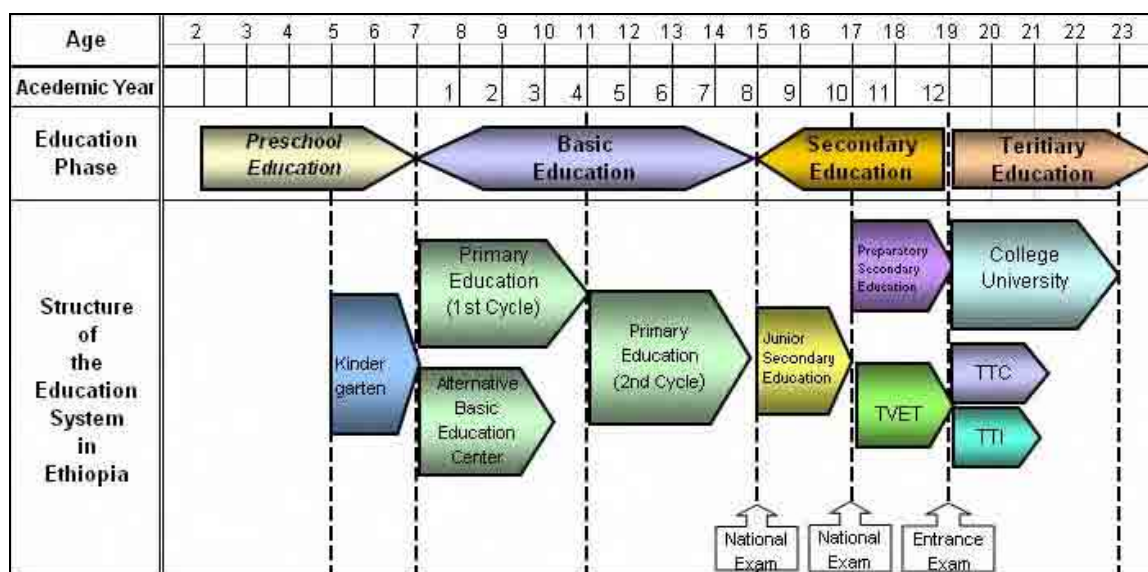 Age
2 3 4 5 6 7 8 9 10 11 12 13 14 15 16 17 19 20 21 22 23
Acedemic Year
1 2 3 4 5 6 7 8 9 10 11 12
Education
Phase
Preschool
Education
Basic
Education
Secondary
Education
Teritiary
Education
Structure
of
the
Education
System
in
Ethiopia
Kinder
garten
Primary
Education
(1st Cycle)
Alternative
Basic
Education
Center
Primary
Education
(2nd Cycle)
Junior
Secondary
Education
Preparatory
Secondary
Education
TVET
College
University
TTC
TTI
National
Exam
National
Exam
Entrance
Exam